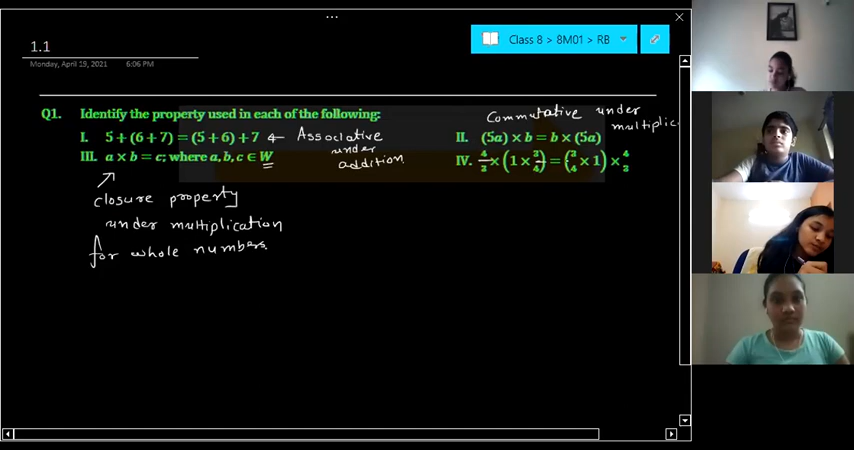 Class 8 > 8M01 > RB
1.1
Monday, April 19, 2021 6:06 PM
Q1. Identify the property used in each of the following:
I. 5 + (6 + 7) = (5 + 6) + 7 ← Associative under addition
Commutative under multiplic
II. (5a) × b = b × (5a)
III. a × b = c; where a, b, c ∈ W
IV. 4/3 × (1 × 3/4) = (3/4 × 1) × 4/3
closure property
under multiplication
for whole numbers.